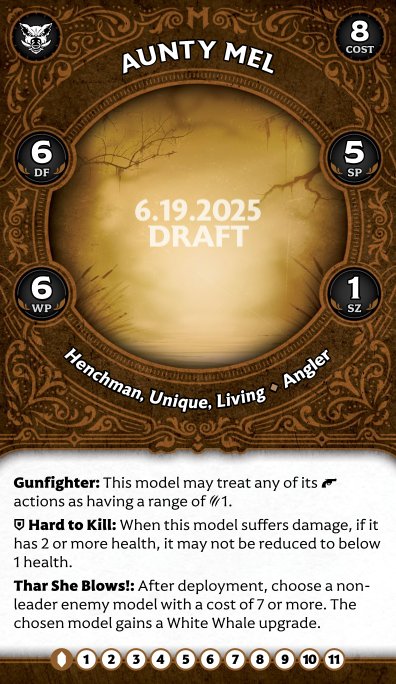 AUNTY MEL
8
COST
6
DF
5
SP
6.19.2025
DRAFT
6
WP
1
SZ
Henchman, Unique, Living ⬩ Angler
Gunfighter: This model may treat any of its
actions as having a range of 1.
Hard to Kill: When this model suffers damage, if it
has 2 or more health, it may not be reduced to below
1 health.
Thar She Blows!: After deployment, choose a non-
leader enemy model with a cost of 7 or more. The
chosen model gains a White Whale upgrade.
1 2 3 4 5 6 7 8 9 10 11